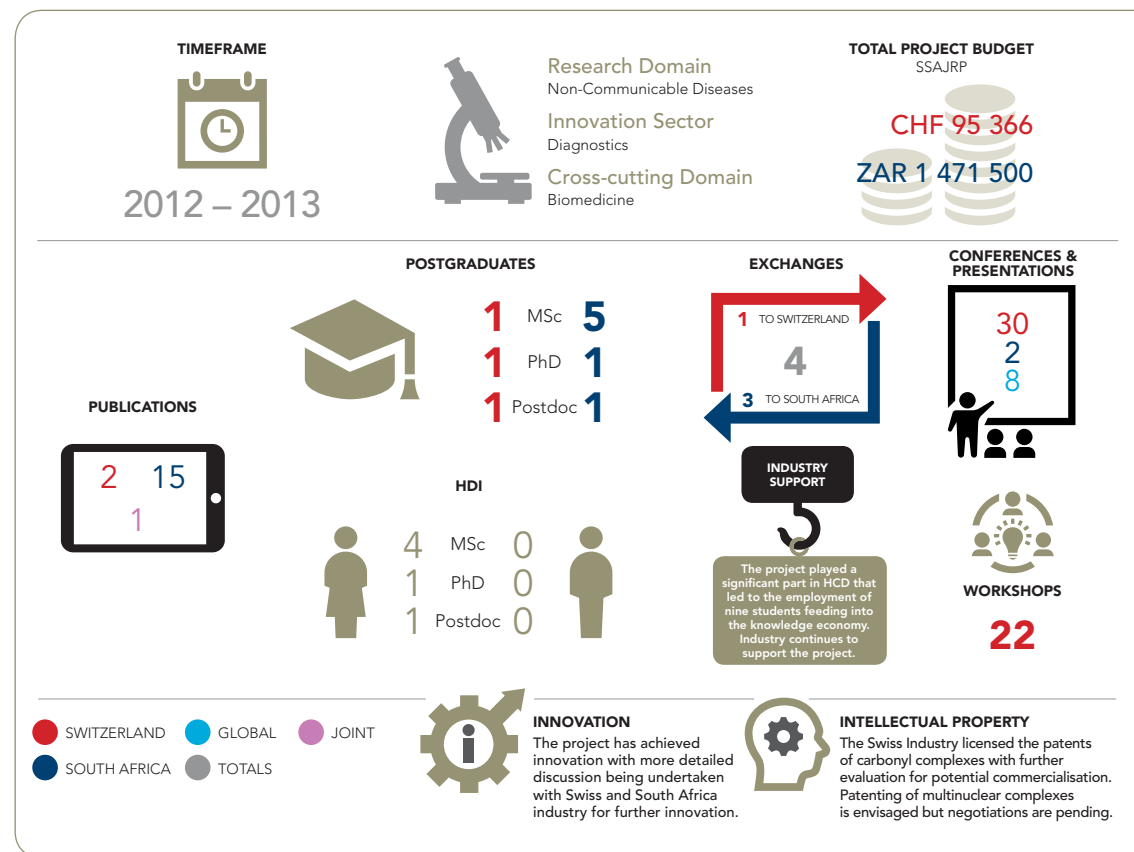 TIMEFRAME
2012 – 2013
Research Domain
Non-Communicable Diseases
Innovation Sector
Diagnostics
Cross-cutting Domain
Biomedicine
TOTAL PROJECT BUDGET
SSAJRP
CHF 95 366
ZAR 1 471 500
PUBLICATIONS
2 15
1
POSTGRADUATES
1 MSc 5
1 PhD 1
1 Postdoc 1
HDI
4 MSc 0
1 PhD 0
1 Postdoc 0
EXCHANGES
1 TO SWITZERLAND
4
3 TO SOUTH AFRICA
INDUSTRY
SUPPORT
The project played a
significant part in HCD that
led to the employment of
nine students feeding into
the knowledge economy.
Industry continues to
support the project.
CONFERENCES &
PRESENTATIONS
30
2
8
WORKSHOPS
22
SWITZERLAND GLOBAL JOINT
SOUTH AFRICA TOTALS
i
INNOVATION
The project has achieved
innovation with more detailed
discussion being undertaken
with Swiss and South Africa
industry for further innovation.
INTELLECTUAL PROPERTY
The Swiss Industry licensed the patents
of carbonyl complexes with further
evaluation for potential commercialisation.
Patenting of multinuclear complexes
is envisaged but negotiations are pending.